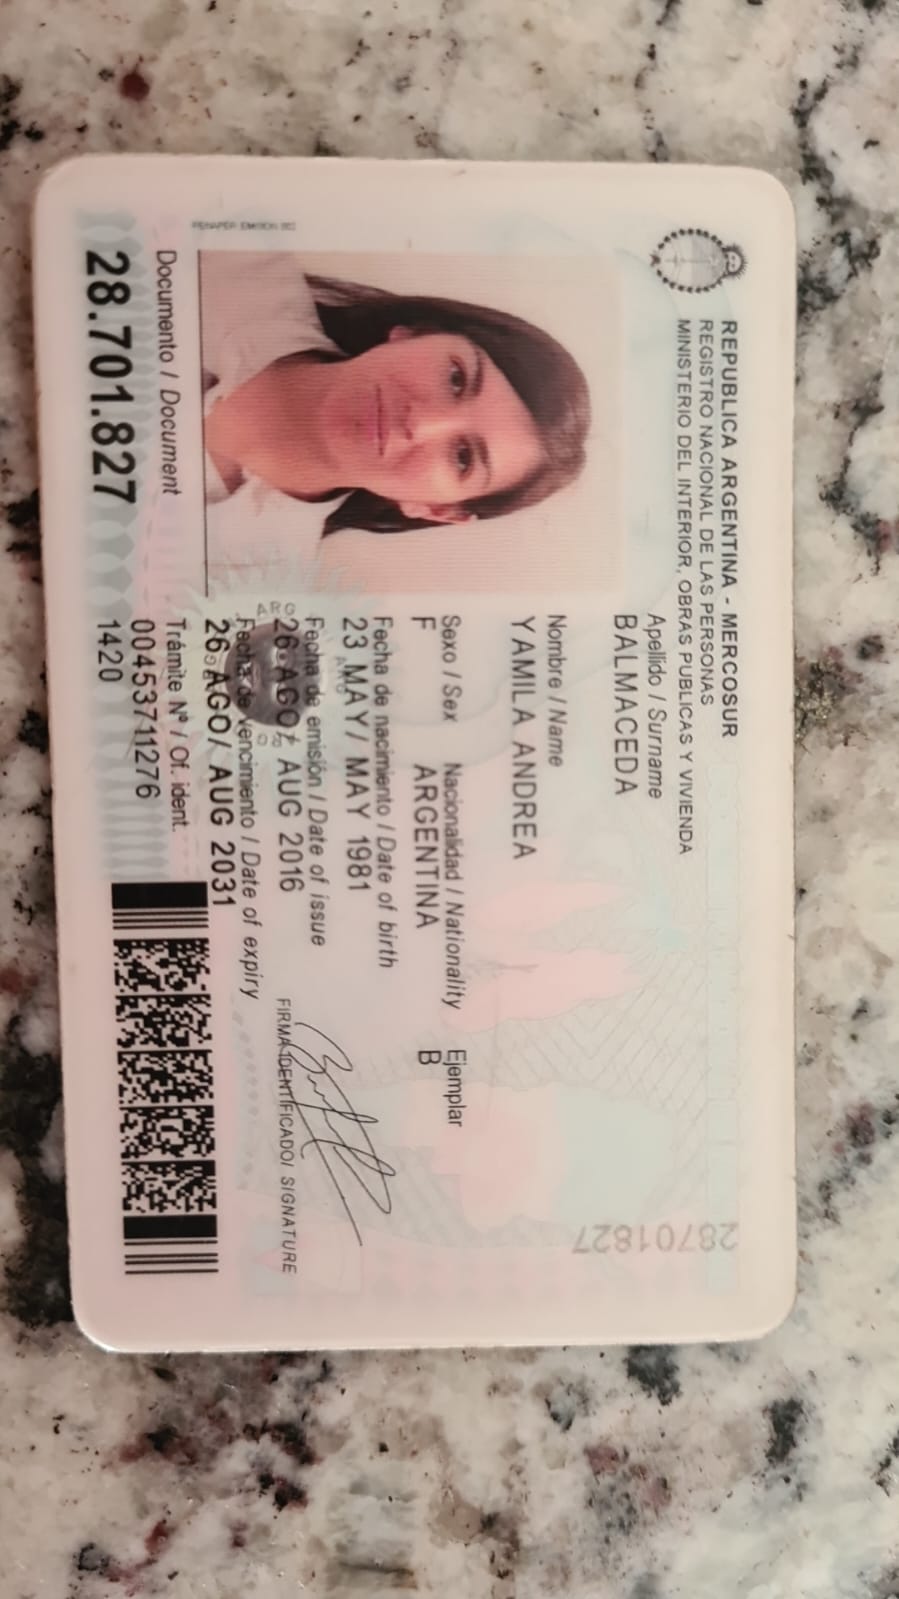 REPUBLICA ARGENTINA - MERCOSUR
REGISTRO NACIONAL DE LAS PERSONAS
MINISTERIO DEL INTERIOR, OBRAS PUBLICAS Y VIVIENDA
Apellido / Surname
BALMACEDA
Nombre / Name
YAMILA ANDREA
Sexo / Sex Nacionalidad / Nationality Ejemplar
F ARGENTINA B
Fecha de nacimiento / Date of birth
23 MAY/ MAY 1981
Fecha de emisión / Date of issue
26 AGO/ AUG 2016
Fecha de vencimiento / Date of expiry
26 AGO/ AUG 2031
FIRMA IDENTIFICADO/ SIGNATURE
Trámite Nº / Of. ident.
00453711276
1420
Documento / Document
28.701.827
28701827
ARG